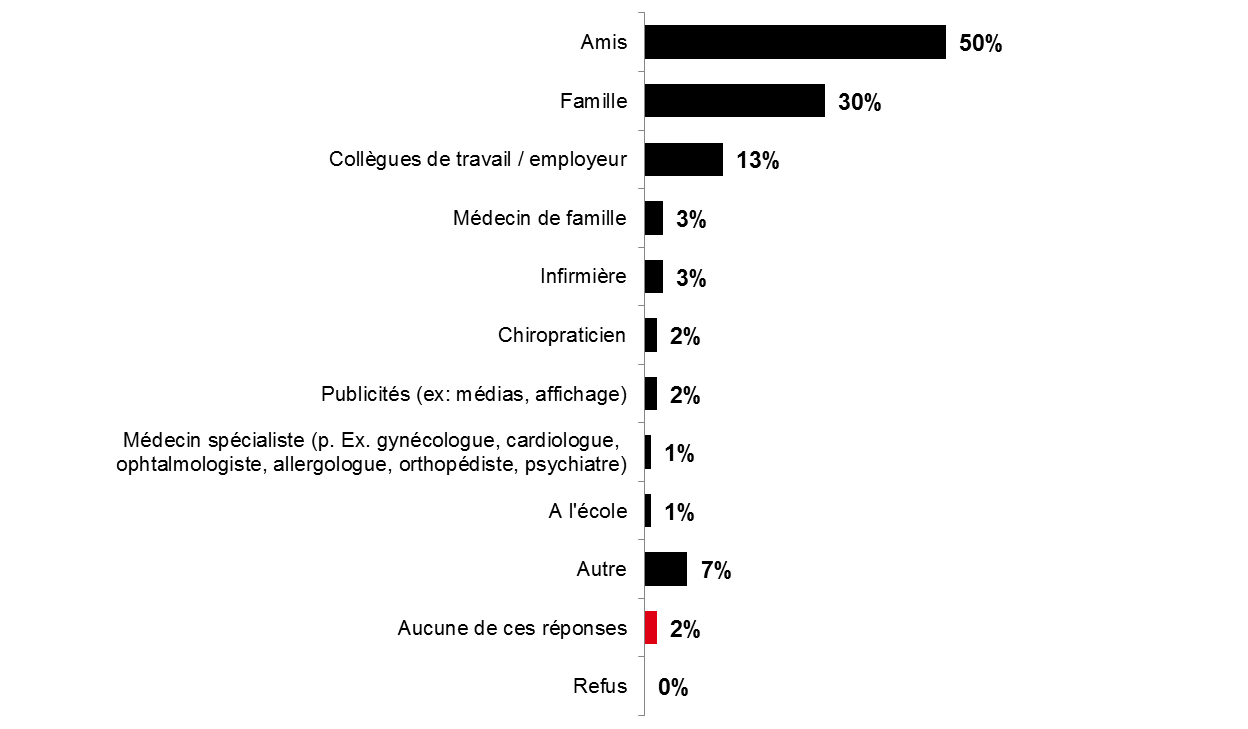 Amis 50%
Famille 30%
Collègues de travail / employeur 13%
Médecin de famille 3%
Infirmière 3%
Chiropraticien 2%
Publicités (ex: médias, affichage) 2%
Médecin spécialiste (p. Ex. gynécologue, cardiologue,
ophtalmologiste, allergologue, orthopédiste, psychiatre) 1%
A l'école 1%
Autre 7%
Aucune de ces réponses 2%
Refus 0%